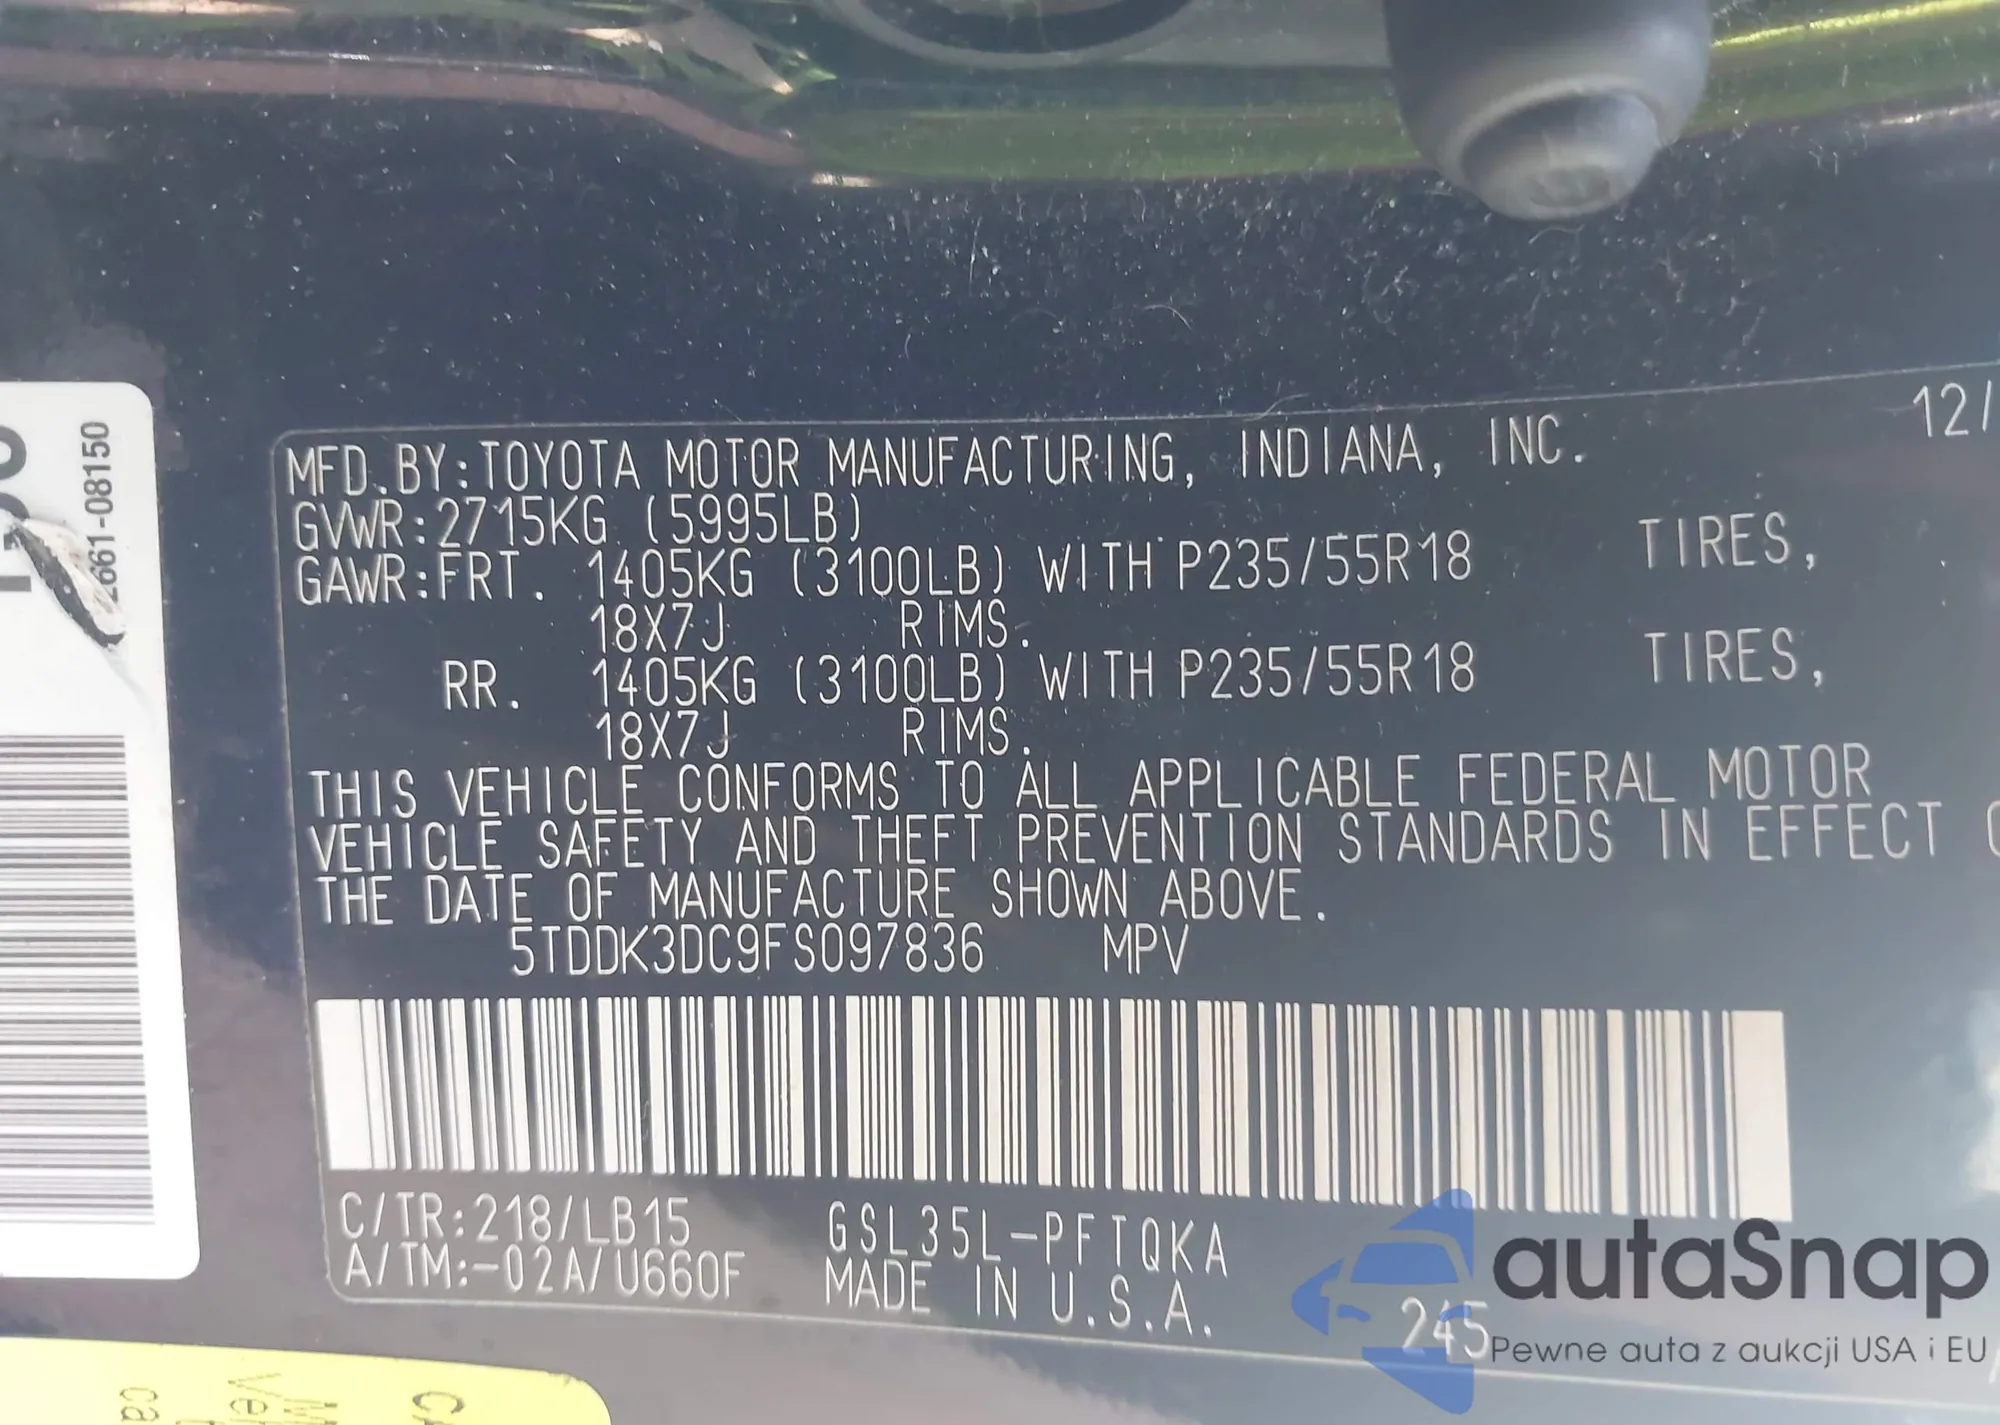 MFD.BY:TOYOTA MOTOR MANUFACTURING, INDIANA, INC. 12/
GVWR:2715KG (5995LB)
GAWR:FRT. 1405KG (3100LB) WITH P235/55R18 TIRES,
18X7J RIMS.
RR. 1405KG (3100LB) WITH P235/55R18 TIRES,
18X7J RIMS.
THIS VEHICLE CONFORMS TO ALL APPLICABLE FEDERAL MOTOR
VEHICLE SAFETY AND THEFT PREVENTION STANDARDS IN EFFECT
THE DATE OF MANUFACTURE SHOWN ABOVE.
5TDDK3DC9FS097836 MPV
C/TR:218/LB15 GSL35L-PFTQKA
A/TM:-02A/U660F MADE IN U.S.A.
245
2661-08150
autaSnap
Pewne auta z aukcji USA i EU